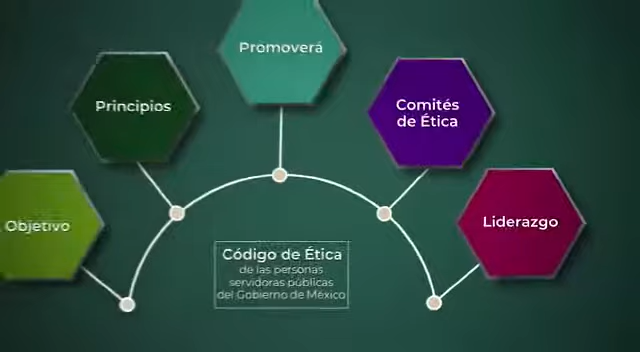 Promoverá
Principios
Comités
de Ética
Objetivo
Liderazgo
Código de Ética
de las personas
servidoras públicas
del Gobierno de México